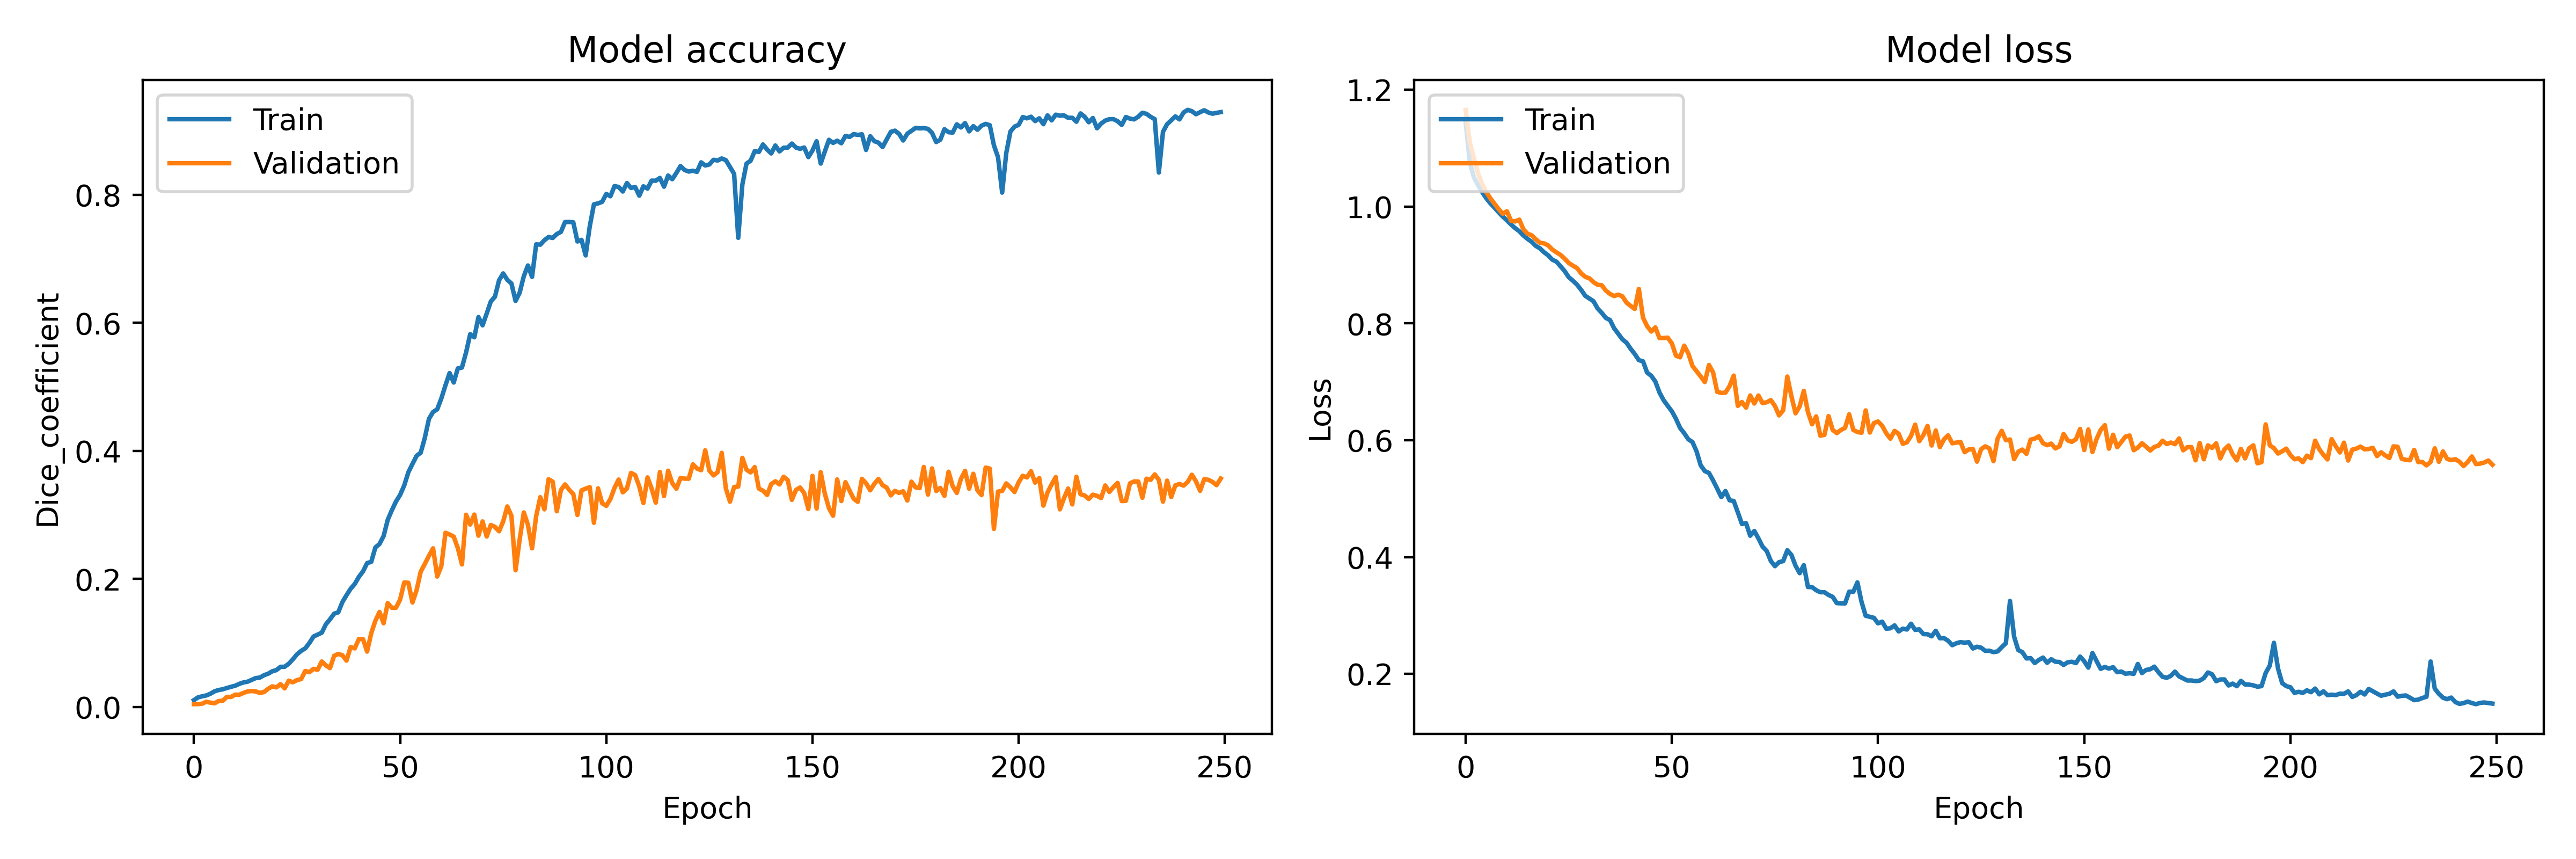 Model accuracy
Train
Validation
Dice_coefficient
0.8
0.6
0.4
0.2
0.0
0 50 100 150 200 250
Epoch
Model loss
Train
Validation
Loss
1.2
1.0
0.8
0.6
0.4
0.2
0 50 100 150 200 250
Epoch